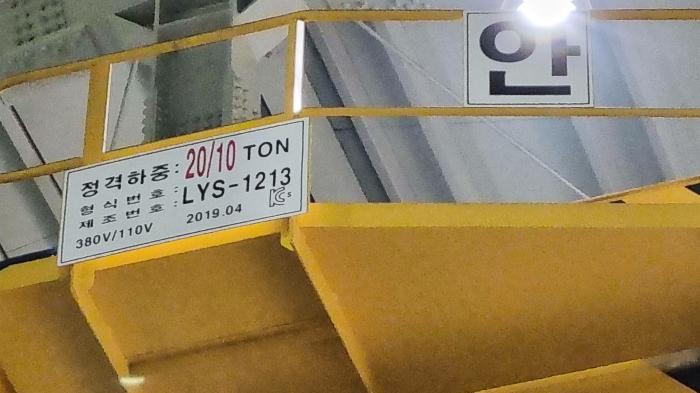 안
정격하중: 20/10 TON
형식번호: LYS-1213
제조번호: 2019.04
380V/110V